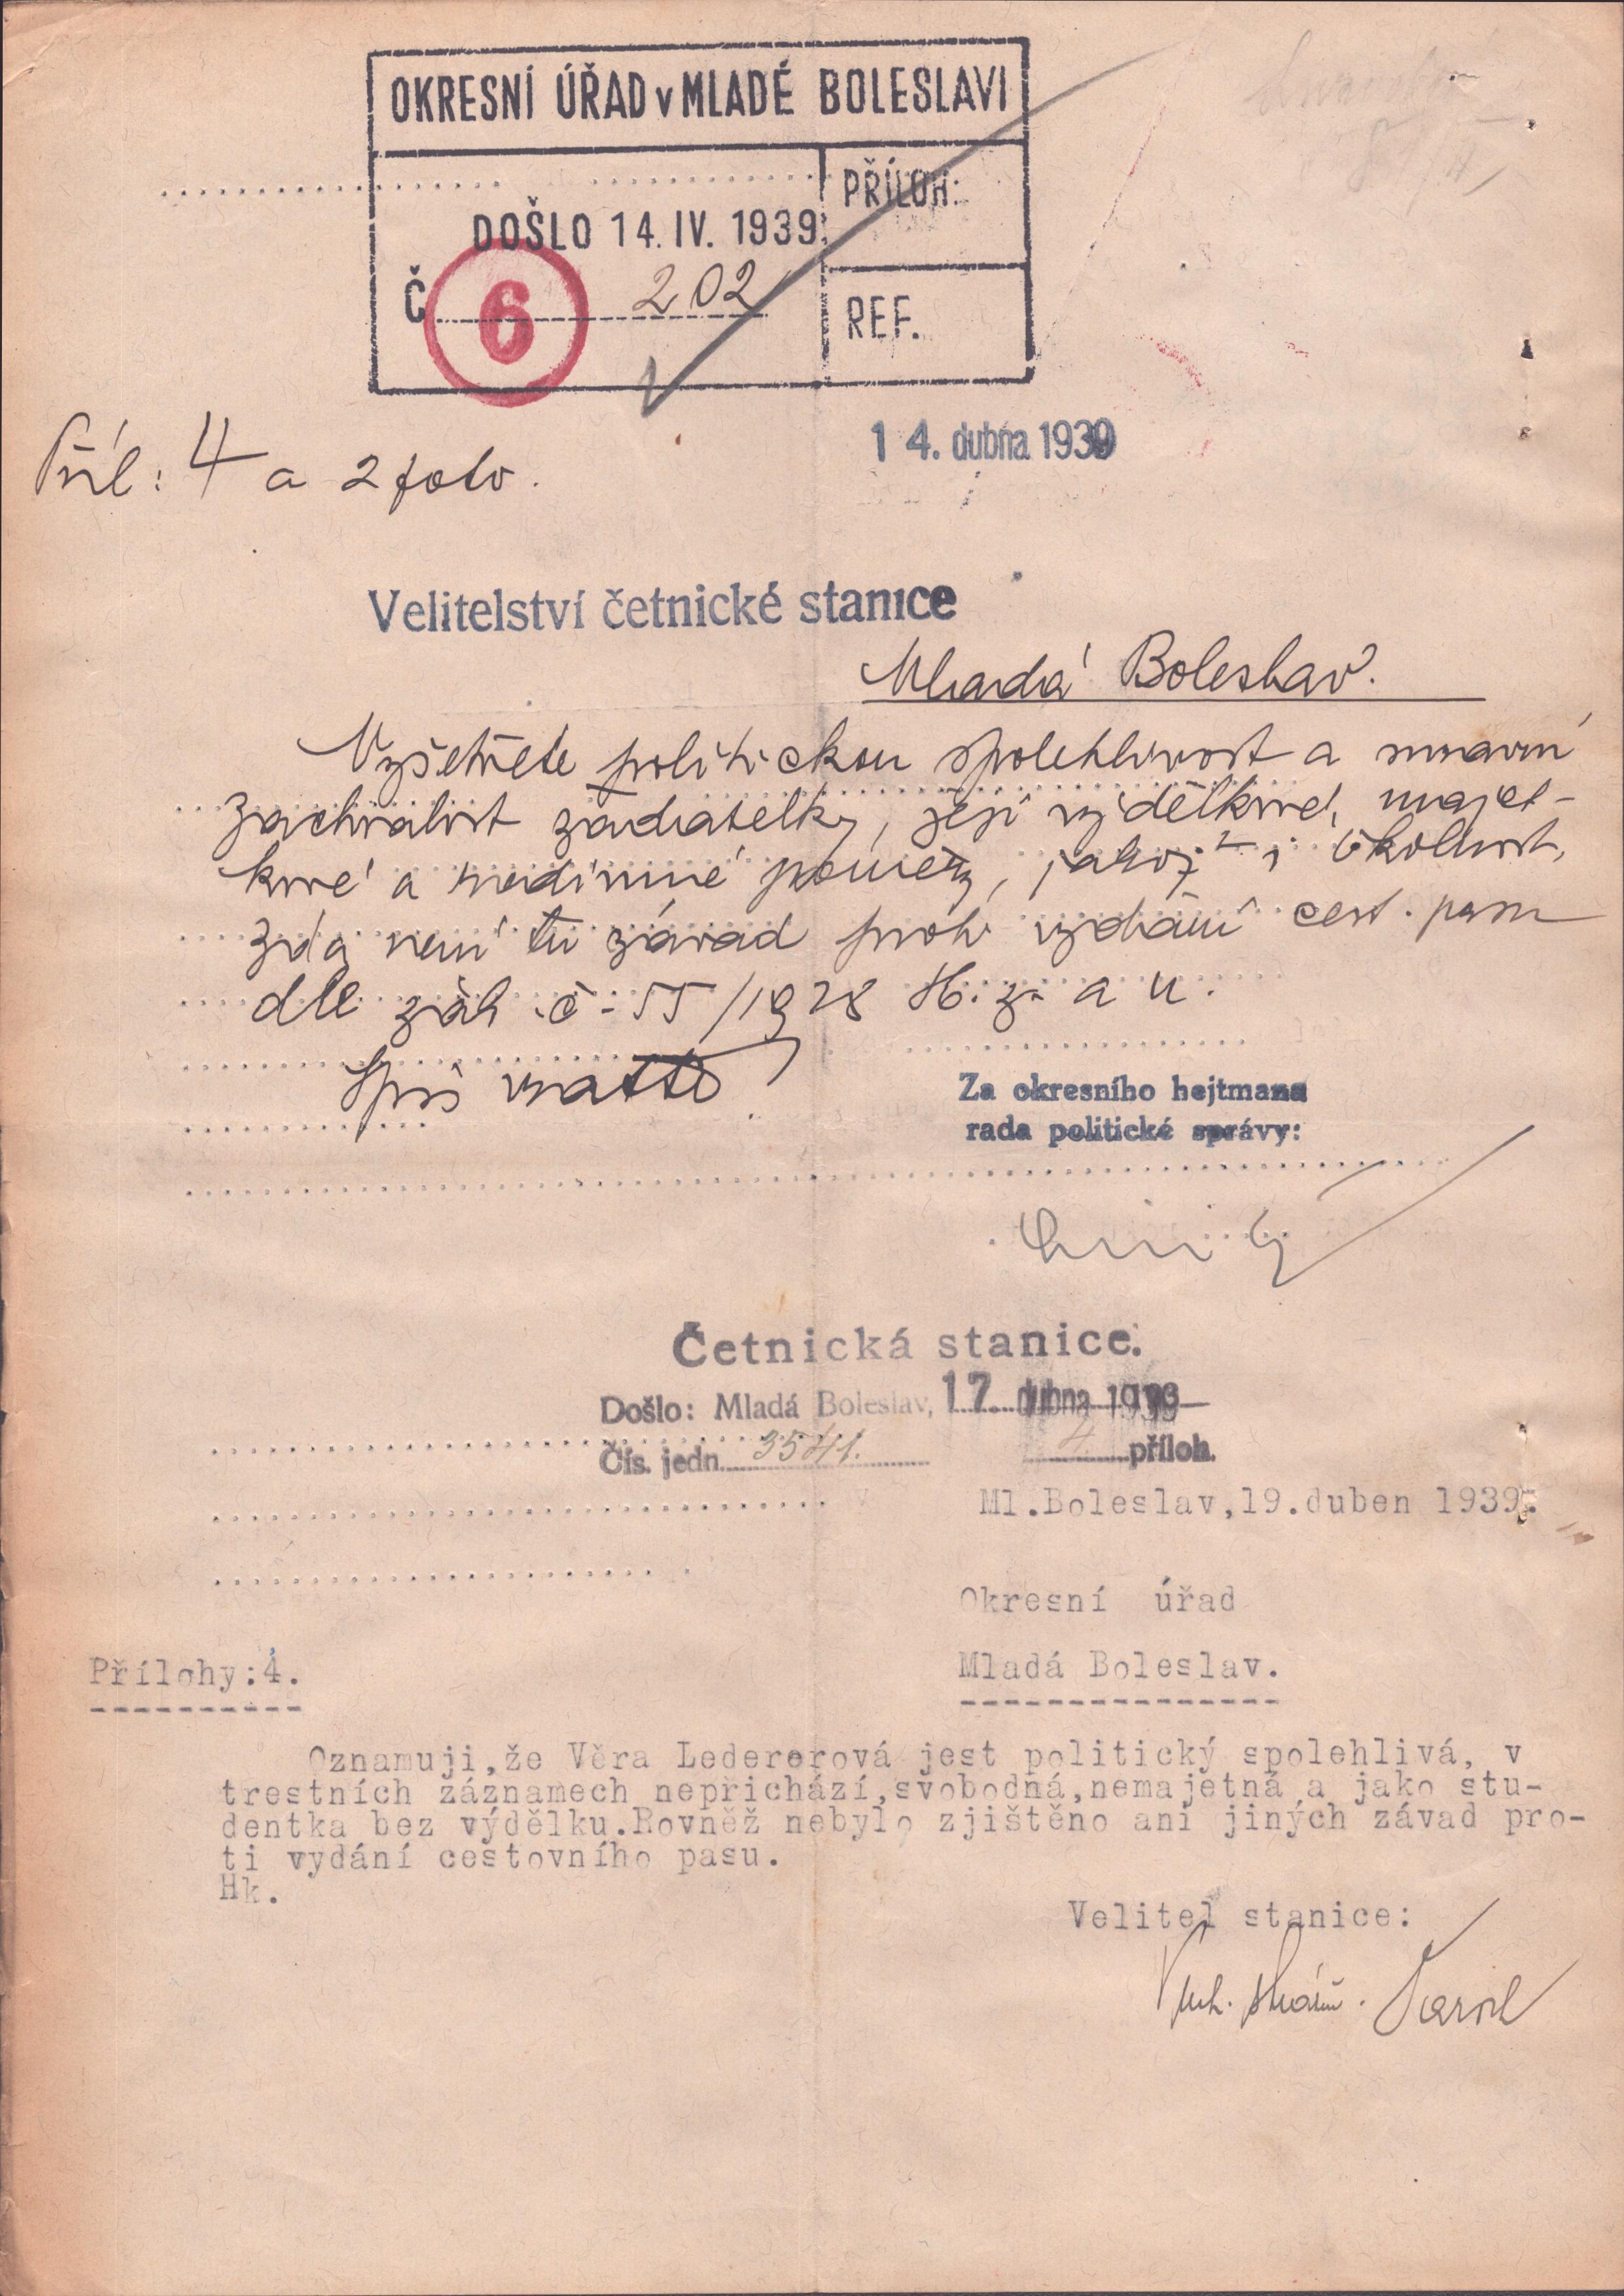 OKRESNÍ ÚŘAD v MLADÉ BOLESLAVI
PŘÍLOH:
DOŠLO 14. IV. 1939
Č 6 202
REF.
Příl: 4 a 2 foto.
14. dubna 1939
Velitelství četnické stanice
Mladá Boleslav.
Vyšetřete politickou spolehlivost a mravní
zachovalost žadatelky, její výdělkové, majet-
kové a rodinné poměry, jakož i okolnost,
zda není tu závad proti vydání cest. pasu
dle zák. č. 55/1928 Sb. z. a n.
Spis vraťte
Za okresního hejtmana
rada politické správy:
Četnická stanice.
Došlo: Mladá Boleslav, 17. dubna 1939
Čís. jedn. 3541. 4 příloh.
Ml.Boleslav,19.duben 1939.
Okresní úřad
Přílohy:4.
Mladá Boleslav.
Oznamuji,že Věra Ledererová jest politický spolehlivá, v
trestních záznamech nepřichází,svobodná,nemajetná a jako stu-
dentka bez výdělku.Rovněž nebylo zjištěno ani jiných závad pro-
ti vydání cestovního pasu.
Hk.
Velitel stanice: